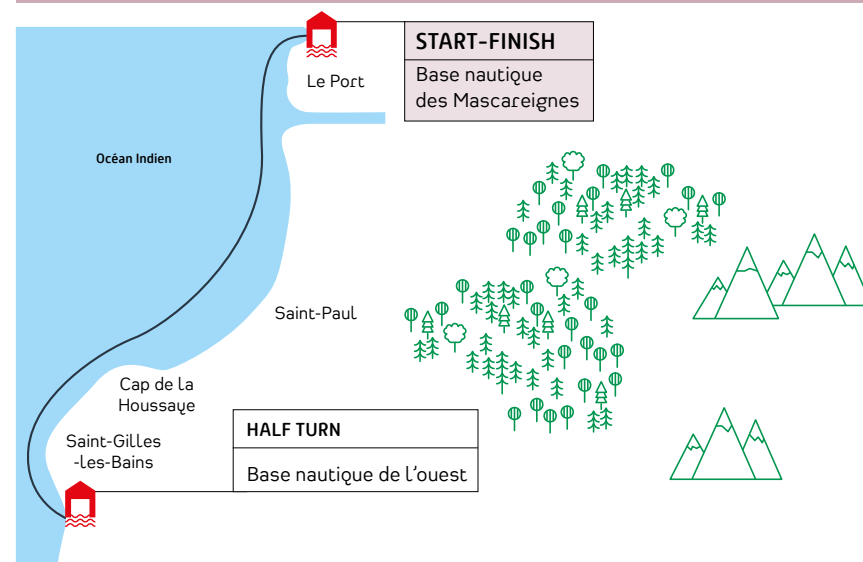 START-FINISH
Base nautique
des Mascareignes
Le Port
Océan Indien
Saint-Paul
Cap de la
Houssaye
Saint-Gilles
-les-Bains
HALF TURN
Base nautique de l'ouest